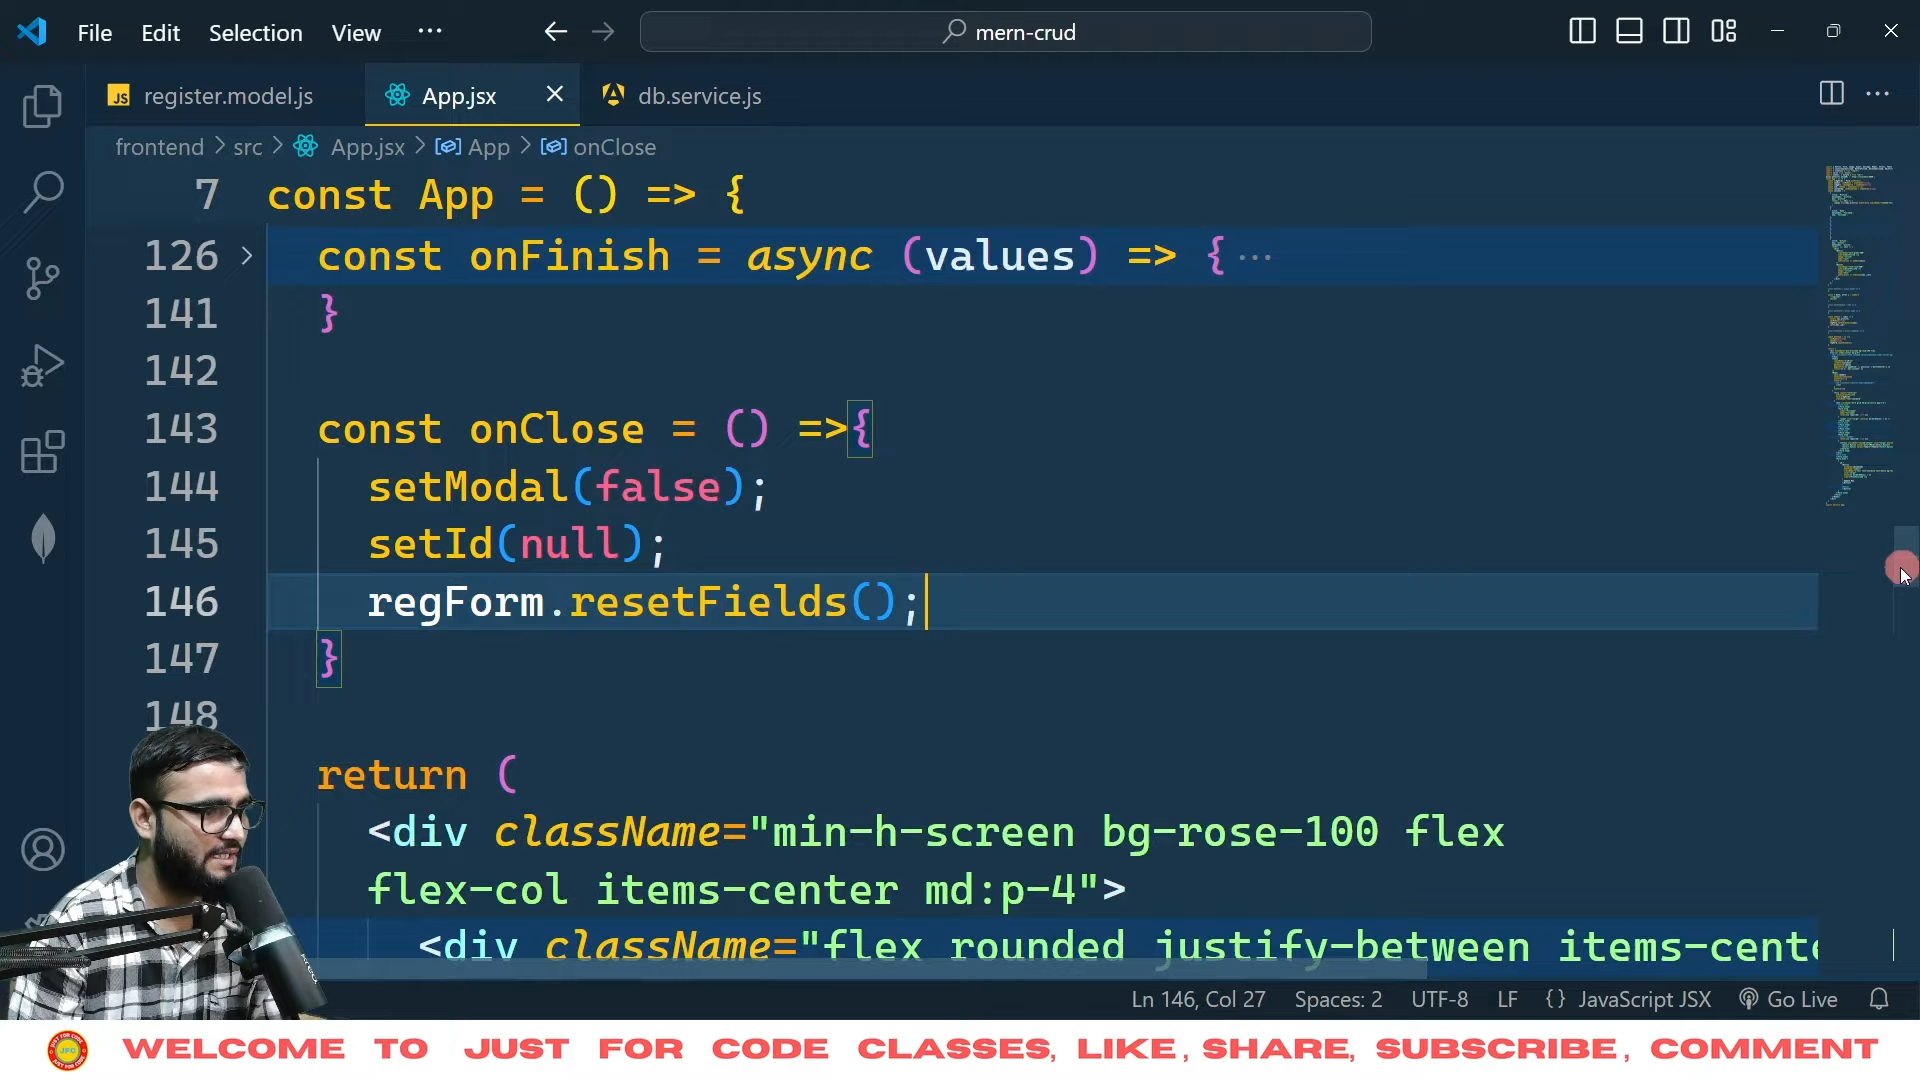 File Edit Selection View ··· mern-crud
register.model.js App.jsx db.service.js
frontend > src > App.jsx > App > onClose
7 const App = () => {
126 const onFinish = async (values) => { ···
141 }
142
143 const onClose = () =>{
144 setModal(false);
145 setId(null);
146 regForm.resetFields();
147 }
148
return (
<div className="min-h-screen bg-rose-100 flex
flex-col items-center md:p-4">
<div className="flex rounded justify-between items-cente
Ln 146, Col 27 Spaces: 2 UTF-8 LF {} JavaScript JSX Go Live
WELCOME TO JUST FOR CODE CLASSES, LIKE, SHARE, SUBSCRIBE, COMMENT